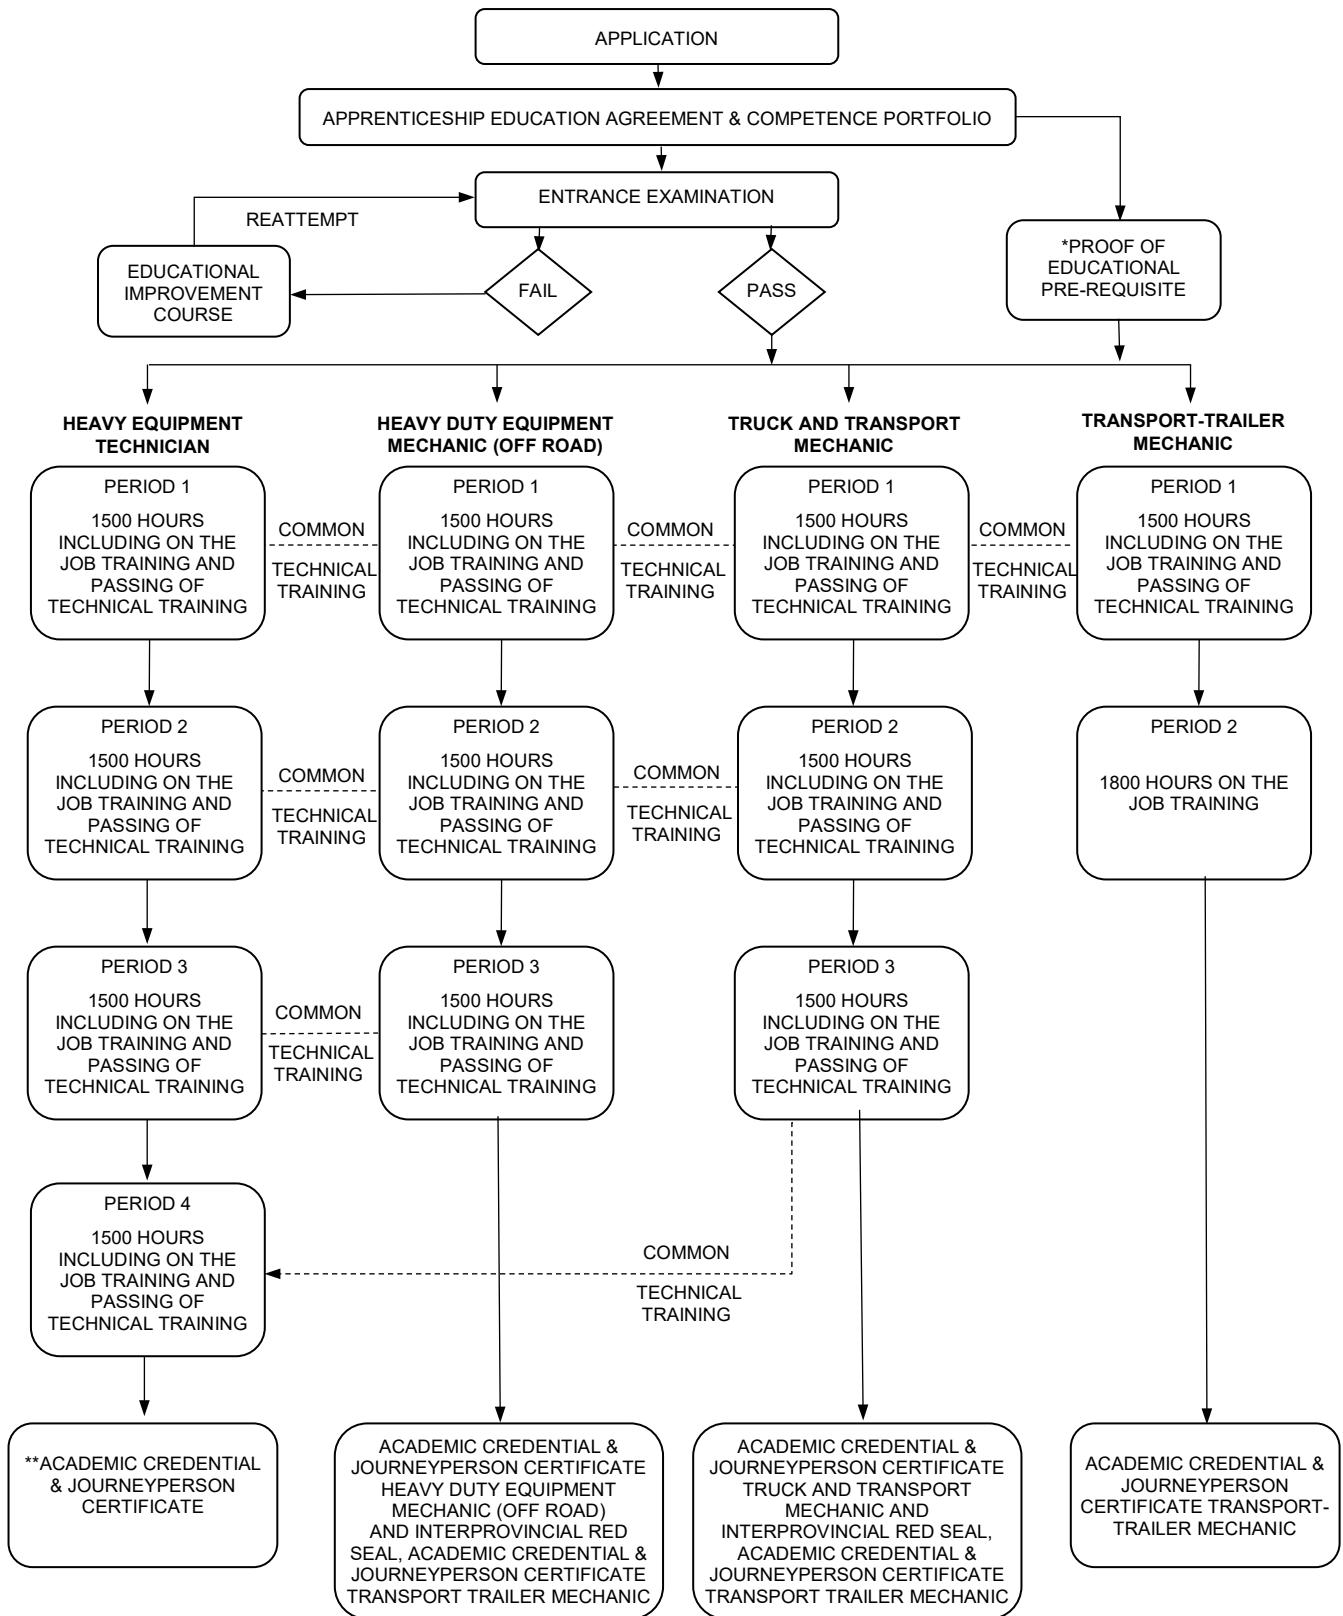 APPLICATION
APPRENTICESHIP EDUCATION AGREEMENT & COMPETENCE PORTFOLIO
ENTRANCE EXAMINATION
REATTEMPT
EDUCATIONAL
IMPROVEMENT
COURSE
FAIL
PASS
*PROOF OF
EDUCATIONAL
PRE-REQUISITE
HEAVY EQUIPMENT
TECHNICIAN
HEAVY DUTY EQUIPMENT
MECHANIC (OFF ROAD)
TRUCK AND TRANSPORT
MECHANIC
TRANSPORT-TRAILER
MECHANIC
PERIOD 1
1500 HOURS
INCLUDING ON THE
JOB TRAINING AND
PASSING OF
TECHNICAL TRAINING
COMMON
TECHNICAL
TRAINING
PERIOD 1
1500 HOURS
INCLUDING ON THE
JOB TRAINING AND
PASSING OF
TECHNICAL TRAINING
COMMON
TECHNICAL
TRAINING
PERIOD 1
1500 HOURS
INCLUDING ON THE
JOB TRAINING AND
PASSING OF
TECHNICAL TRAINING
COMMON
TECHNICAL
TRAINING
PERIOD 1
1500 HOURS
INCLUDING ON THE
JOB TRAINING AND
PASSING OF
TECHNICAL TRAINING
PERIOD 2
1500 HOURS
INCLUDING ON THE
JOB TRAINING AND
PASSING OF
TECHNICAL TRAINING
COMMON
TECHNICAL
TRAINING
PERIOD 2
1500 HOURS
INCLUDING ON THE
JOB TRAINING AND
PASSING OF
TECHNICAL TRAINING
COMMON
TECHNICAL
TRAINING
PERIOD 2
1500 HOURS
INCLUDING ON THE
JOB TRAINING AND
PASSING OF
TECHNICAL TRAINING
PERIOD 2
1800 HOURS ON THE
JOB TRAINING
PERIOD 3
1500 HOURS
INCLUDING ON THE
JOB TRAINING AND
PASSING OF
TECHNICAL TRAINING
COMMON
TECHNICAL
TRAINING
PERIOD 3
1500 HOURS
INCLUDING ON THE
JOB TRAINING AND
PASSING OF
TECHNICAL TRAINING
PERIOD 3
1500 HOURS
INCLUDING ON THE
JOB TRAINING AND
PASSING OF
TECHNICAL TRAINING
PERIOD 4
1500 HOURS
INCLUDING ON THE
JOB TRAINING AND
PASSING OF
TECHNICAL TRAINING
COMMON
TECHNICAL
TRAINING
**ACADEMIC CREDENTIAL
& JOURNEYPERSON
CERTIFICATE
ACADEMIC CREDENTIAL &
JOURNEYPERSON CERTIFICATE
HEAVY DUTY EQUIPMENT
MECHANIC (OFF ROAD)
AND INTERPROVINCIAL RED
SEAL, ACADEMIC CREDENTIAL &
JOURNEYPERSON CERTIFICATE
TRANSPORT TRAILER MECHANIC
ACADEMIC CREDENTIAL &
JOURNEYPERSON CERTIFICATE
TRUCK AND TRANSPORT
MECHANIC AND
INTERPROVINCIAL RED SEAL,
ACADEMIC CREDENTIAL &
JOURNEYPERSON CERTIFICATE
TRANSPORT TRAILER MECHANIC
ACADEMIC CREDENTIAL &
JOURNEYPERSON
CERTIFICATE TRANSPORT-
TRAILER MECHANIC